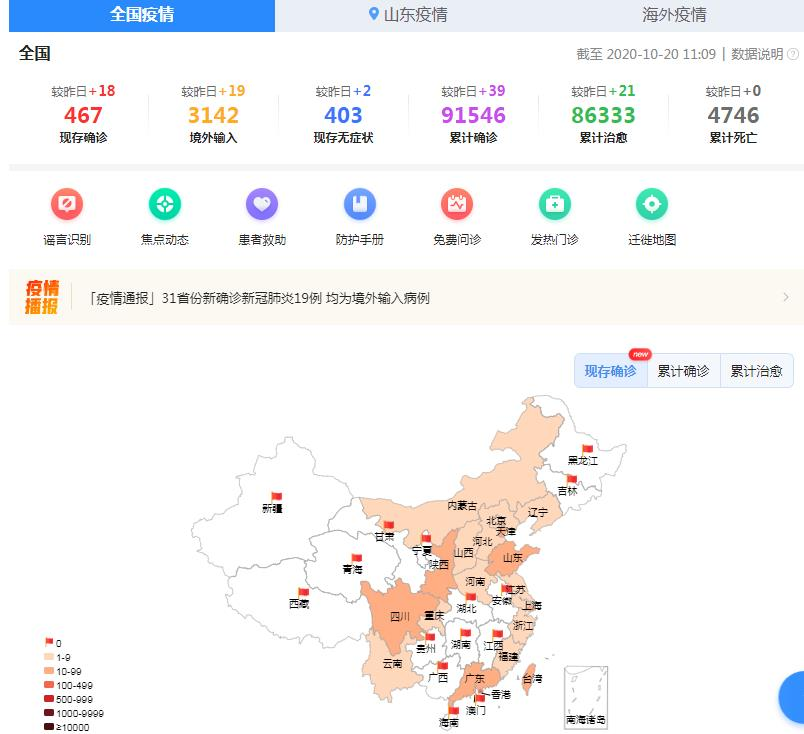 全国疫情 山东疫情 海外疫情
全国 截至 2020-10-20 11:09 | 数据说明 ?
较昨日+18 较昨日+19 较昨日+2 较昨日+39 较昨日+21 较昨日+0
467 3142 403 91546 86333 4746
现存确诊 境外输入 现存无症状 累计确诊 累计治愈 累计死亡
谣言识别 焦点动态 患者救助 防护手册 免费问诊 发热门诊 迁徙地图
疫情
播报
「疫情通报」31省份新确诊新冠肺炎19例 均为境外输入病例
new
现存确诊 累计确诊 累计治愈
黑龙江
吉林
新疆
内蒙古
辽宁
北京
天津
甘肃
河北
宁夏
山西
山东
陕西
青海
河南
江苏
西藏
安徽
湖北
上海
四川
重庆
浙江
贵州
湖南
江西
福建
云南
广西
广东
台湾
香港
澳门
海南
南海诸岛
0
1-9
10-99
100-499
500-999
1000-9999
≥10000